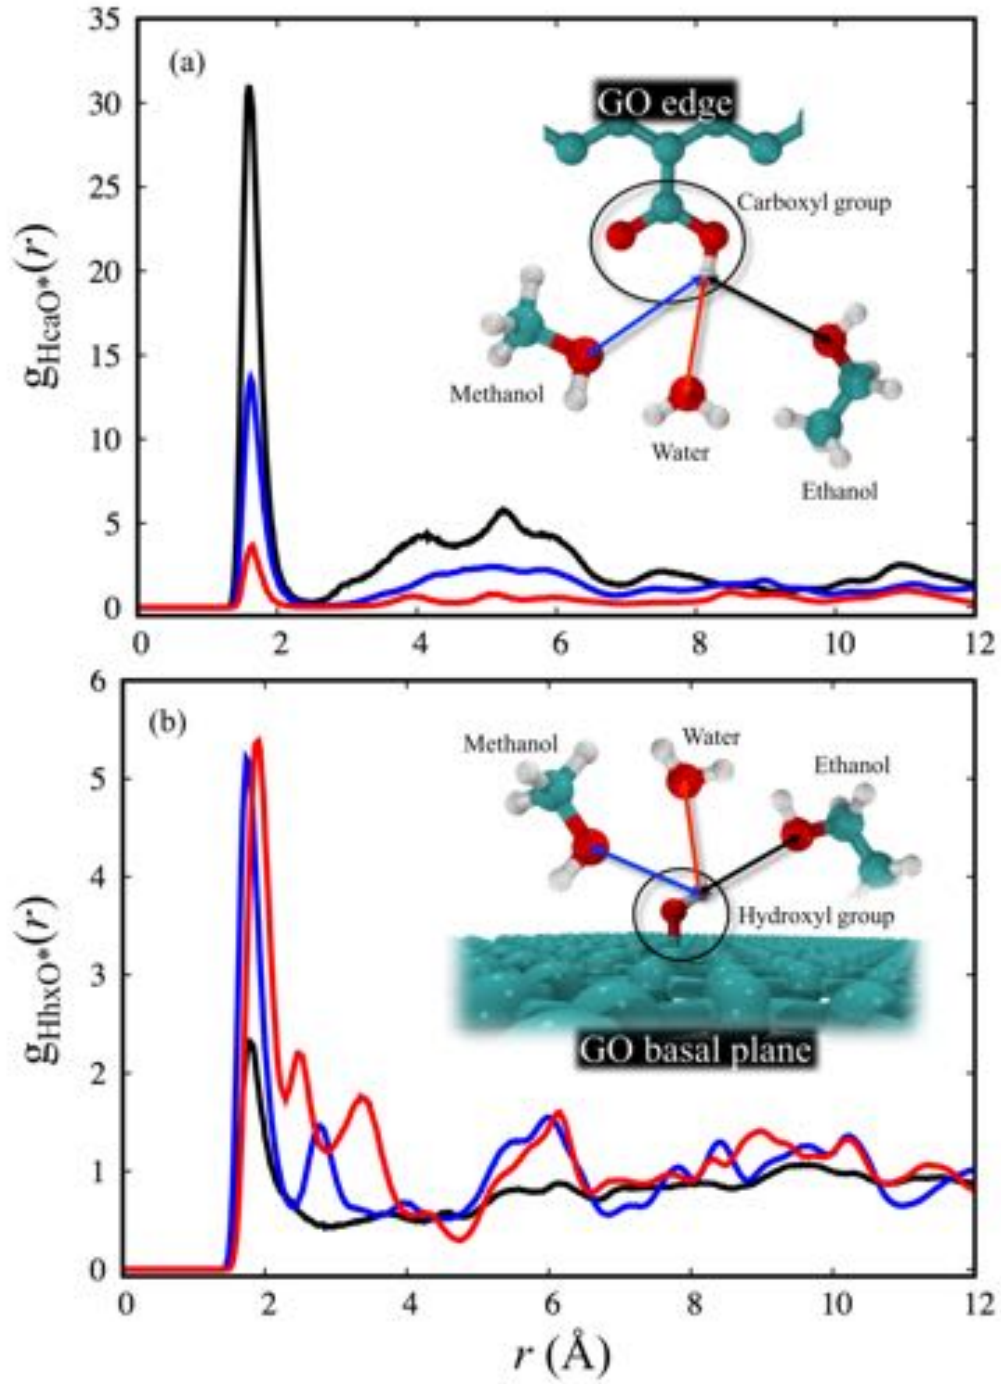 35
30
25
20
15
10
5
0
g_HcaO*(r)
(a)
GO edge
Carboxyl group
Methanol
Water
Ethanol
0 2 4 6 8 10 12
6
5
4
3
2
1
0
g_HhxO*(r)
(b)
Methanol
Water
Ethanol
Hydroxyl group
GO basal plane
0 2 4 6 8 10 12
r (Å)